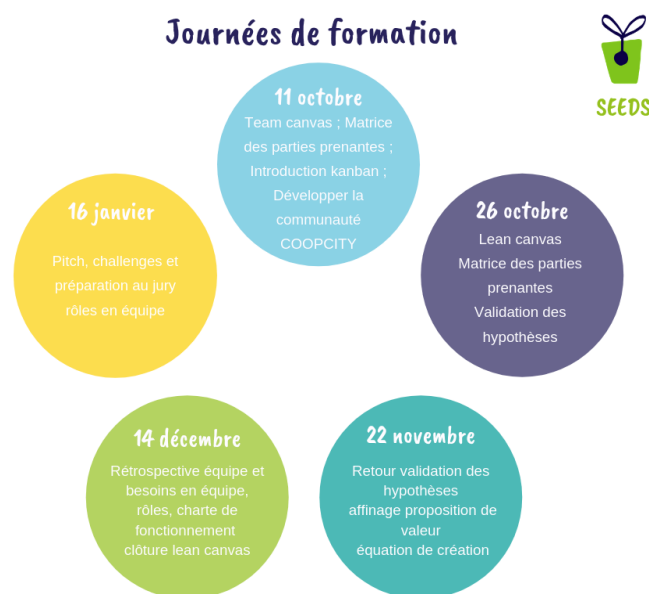 Journées de formation
SEEDS
11 octobre
Team canvas ; Matrice
des parties prenantes ;
Introduction kanban ;
Développer la
communauté
COOPCITY
26 octobre
Lean canvas
Matrice des parties
prenantes
Validation des
hypothèses
22 novembre
Retour validation des
hypothèses
affinage proposition de
valeur
équation de création
14 décembre
Rétrospective équipe et
besoins en équipe,
rôles, charte de
fonctionnement
clôture lean canvas
16 janvier
Pitch, challenges et
préparation au jury
rôles en équipe